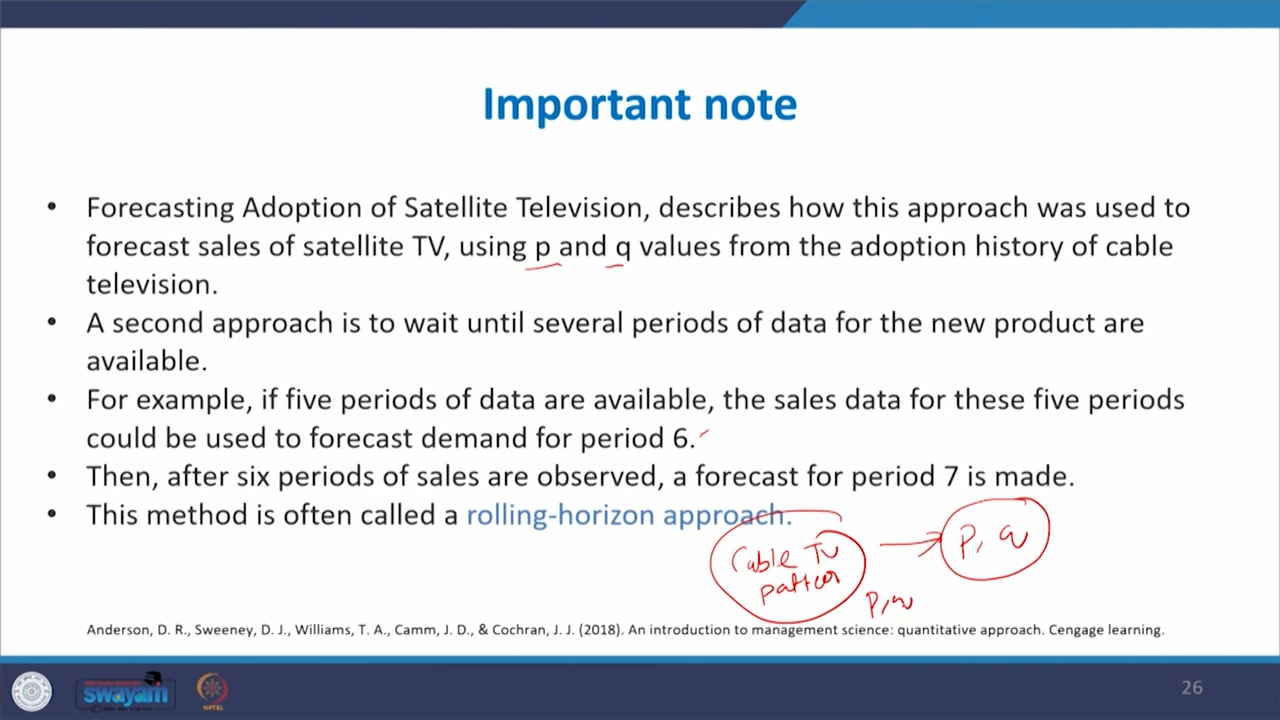 Important note
• Forecasting Adoption of Satellite Television, describes how this approach was used to
forecast sales of satellite TV, using p and q values from the adoption history of cable
television.
• A second approach is to wait until several periods of data for the new product are
available.
• For example, if five periods of data are available, the sales data for these five periods
could be used to forecast demand for period 6.
• Then, after six periods of sales are observed, a forecast for period 7 is made.
• This method is often called a rolling-horizon approach.
Cable TV
pattern
P, q
P, q
Anderson, D. R., Sweeney, D. J., Williams, T. A., Camm, J. D., & Cochran, J. J. (2018). An introduction to management science: quantitative approach. Cengage learning.
swayam
NPTEL
26